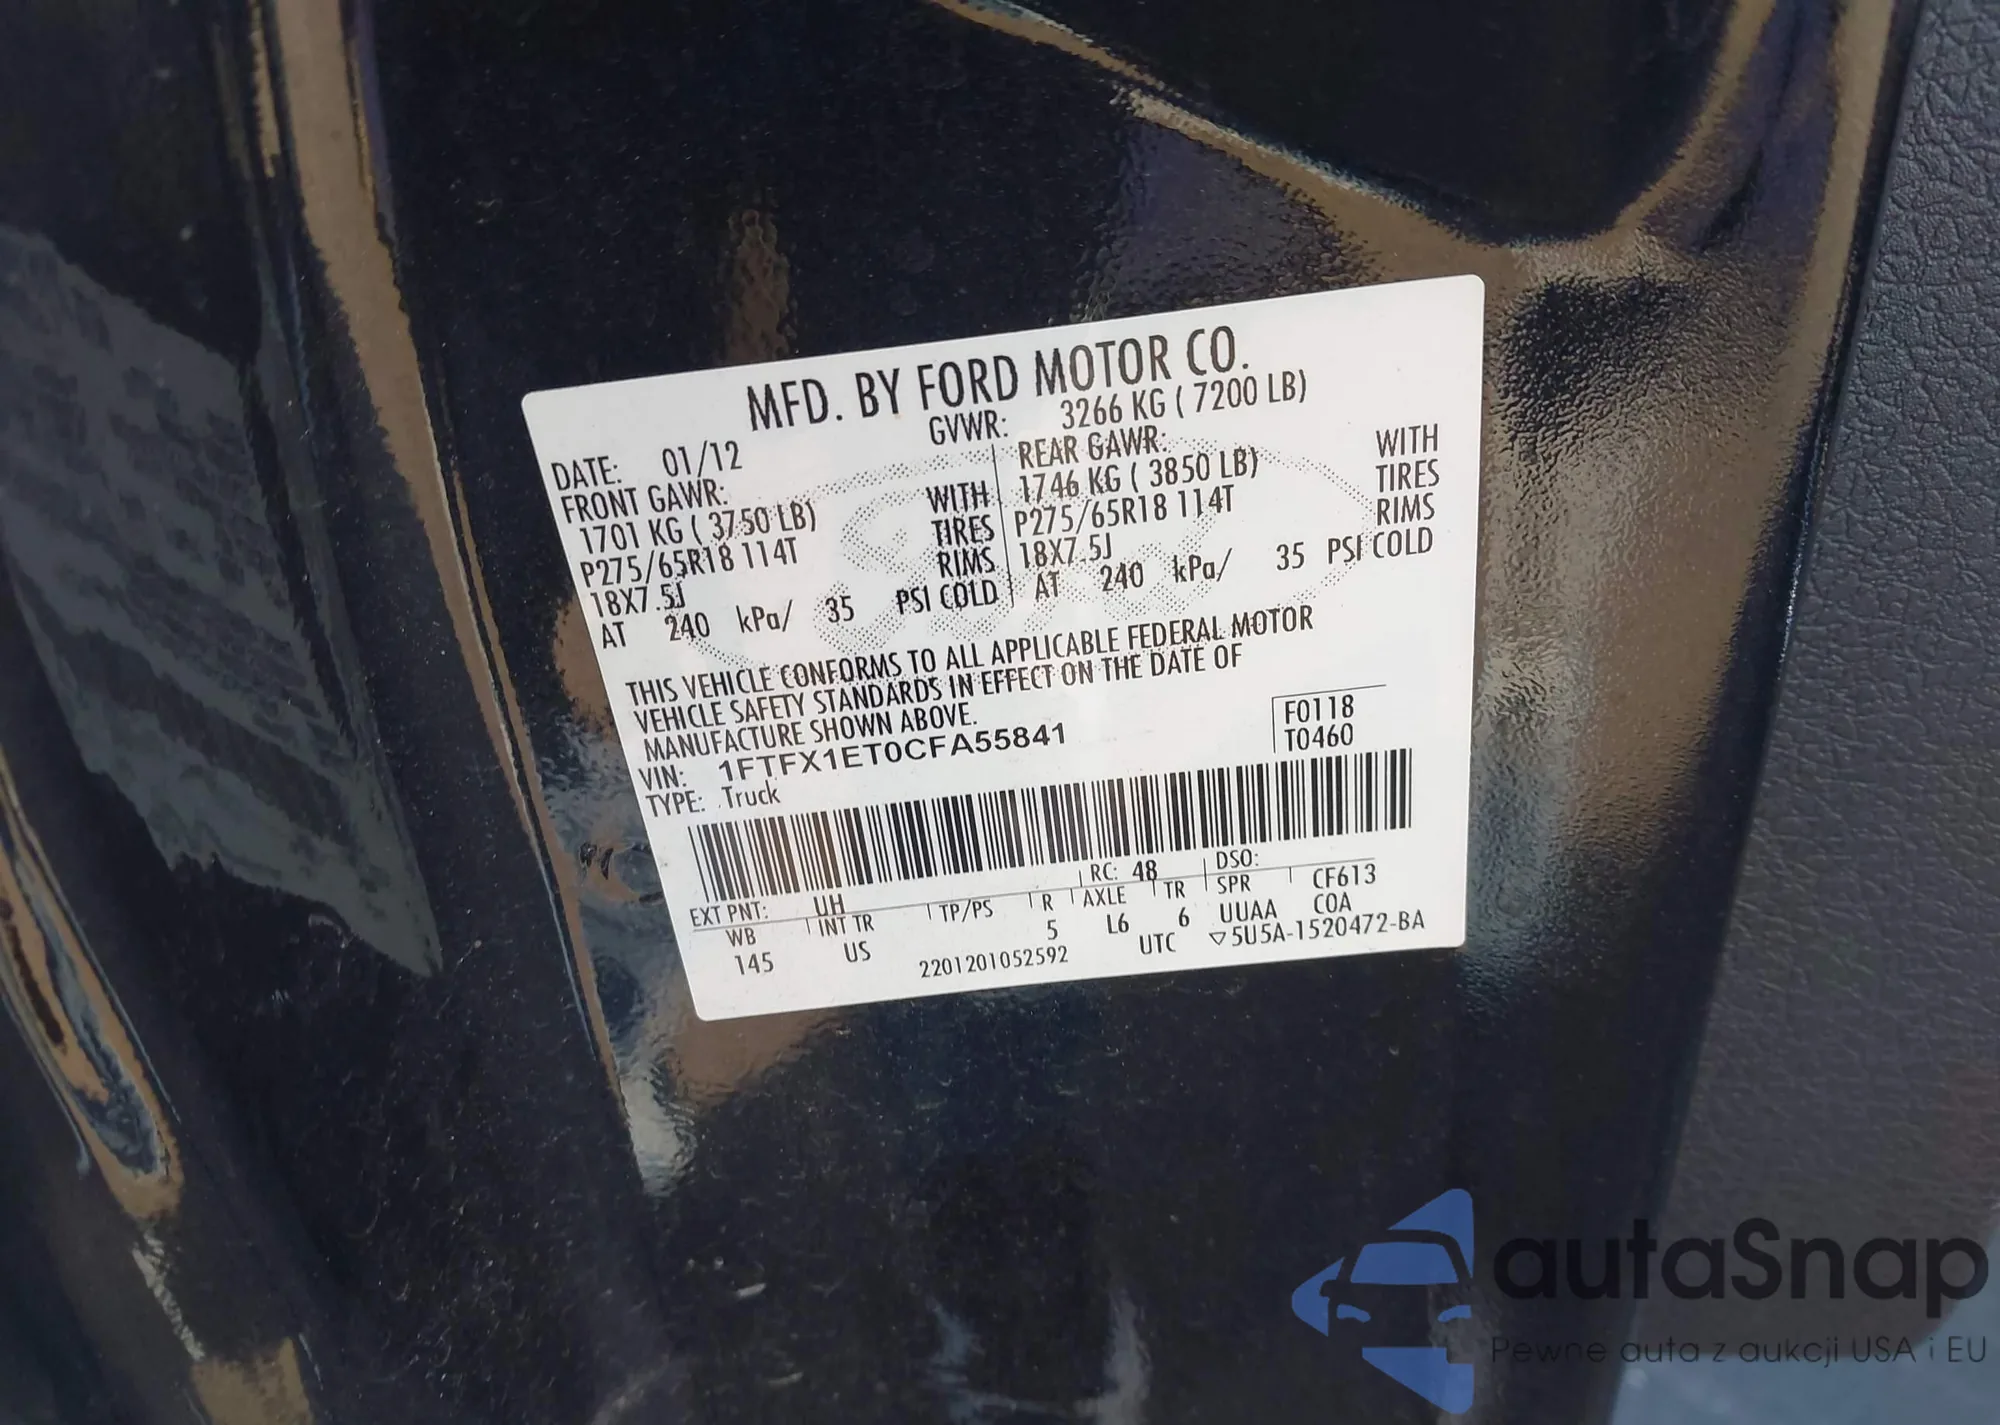 MFD. BY FORD MOTOR CO.
DATE: 01/12 GVWR: 3266 KG ( 7200 LB)
FRONT GAWR: REAR GAWR:
1701 KG ( 3750 LB) WITH 1746 KG ( 3850 LB) WITH
P275/65R18 114T TIRES P275/65R18 114T TIRES
18X7.5J RIMS 18X7.5J RIMS
AT 240 kPa/ 35 PSI COLD AT 240 kPa/ 35 PSI COLD
THIS VEHICLE CONFORMS TO ALL APPLICABLE FEDERAL MOTOR
VEHICLE SAFETY STANDARDS IN EFFECT ON THE DATE OF
MANUFACTURE SHOWN ABOVE.
VIN: 1FTFX1ET0CFA55841 F0118
TYPE: Truck T0460
EXT PNT: UH RC: 48 DSO:
WB INT TR TP/PS R AXLE TR SPR CF613
145 US 5 L6 6 UUAA COA
2201201052592 UTC ▽5U5A-1520472-BA
autaSnap
Pewne auta z aukcji USA i EU